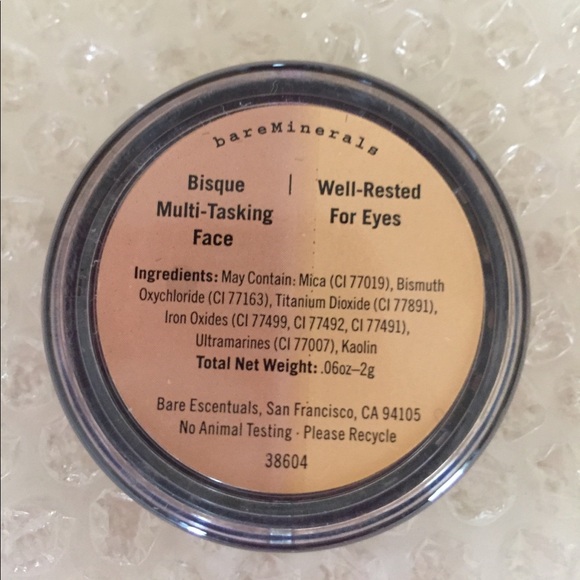 bareMinerals
Bisque | Well-Rested
Multi-Tasking For Eyes
Face
Ingredients: May Contain: Mica (CI 77019), Bismuth
Oxychloride (CI 77163), Titanium Dioxide (CI 77891),
Iron Oxides (CI 77499, CI 77492, CI 77491),
Ultramarines (CI 77007), Kaolin
Total Net Weight: .06oz–2g
Bare Escentuals, San Francisco, CA 94105
No Animal Testing · Please Recycle
38604